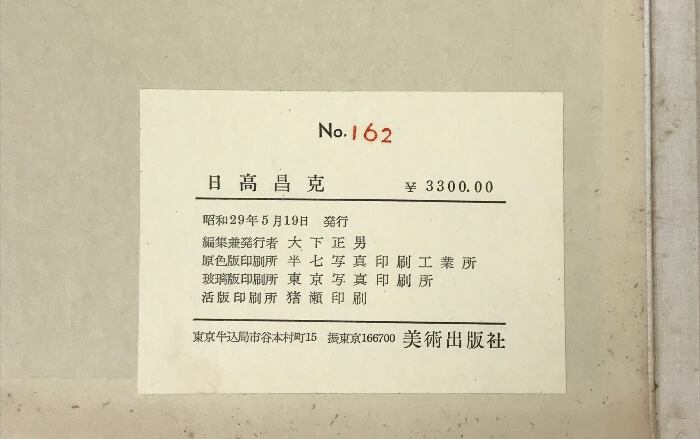 No. 162
日高昌克 ￥3300.00
昭和29年5月19日 発行
編集兼発行者 大下正男
原色版印刷所 半七写真印刷工業所
玻璃版印刷所 東京写真印刷所
活版印刷所 猪瀬印刷
東京牛込局市谷本村町15 振東京166700 美術出版社